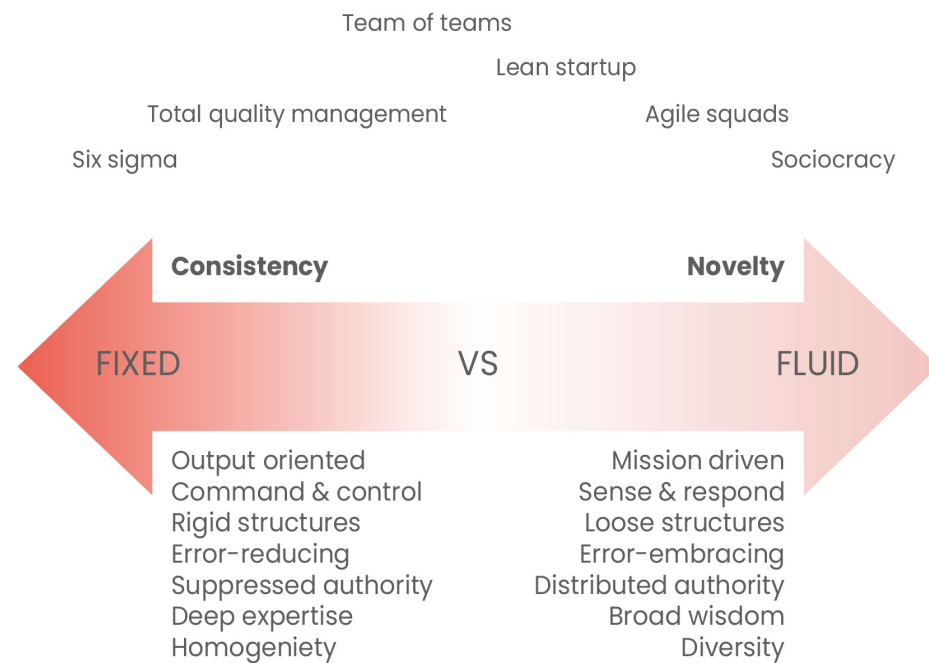 Team of teams
Lean startup
Total quality management
Agile squads
Six sigma
Sociocracy
Consistency
Novelty
FIXED
VS
FLUID
Output oriented
Command & control
Rigid structures
Error-reducing
Suppressed authority
Deep expertise
Homogeniety
Mission driven
Sense & respond
Loose structures
Error-embracing
Distributed authority
Broad wisdom
Diversity